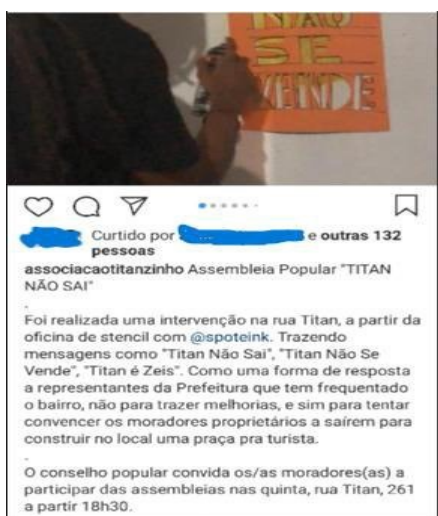 NÃO
SE
VENDE
Curtido por e outras 132
pessoas
associacaotitanzinho Assembleia Popular "TITAN
NÃO SAI"
.
Foi realizada uma intervenção na rua Titan, a partir da
oficina de stencil com @spoteink. Trazendo
mensagens como "Titan Não Sai", "Titan Não Se
Vende", "Titan é Zeis". Como uma forma de resposta
a representantes da Prefeitura que tem frequentado
o bairro, não para trazer melhorias, e sim para tentar
convencer os moradores proprietários a saírem para
construir no local uma praça pra turista.
.
O conselho popular convida os/as moradores(as) a
participar das assembleias nas quinta, rua Titan, 261
a partir 18h30.